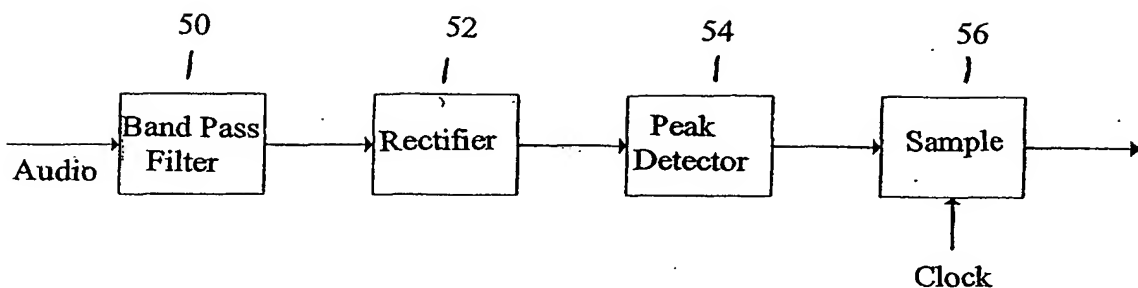 50
52
54
56
Band Pass
Filter
Rectifier
Peak
Detector
Sample
Audio
Clock